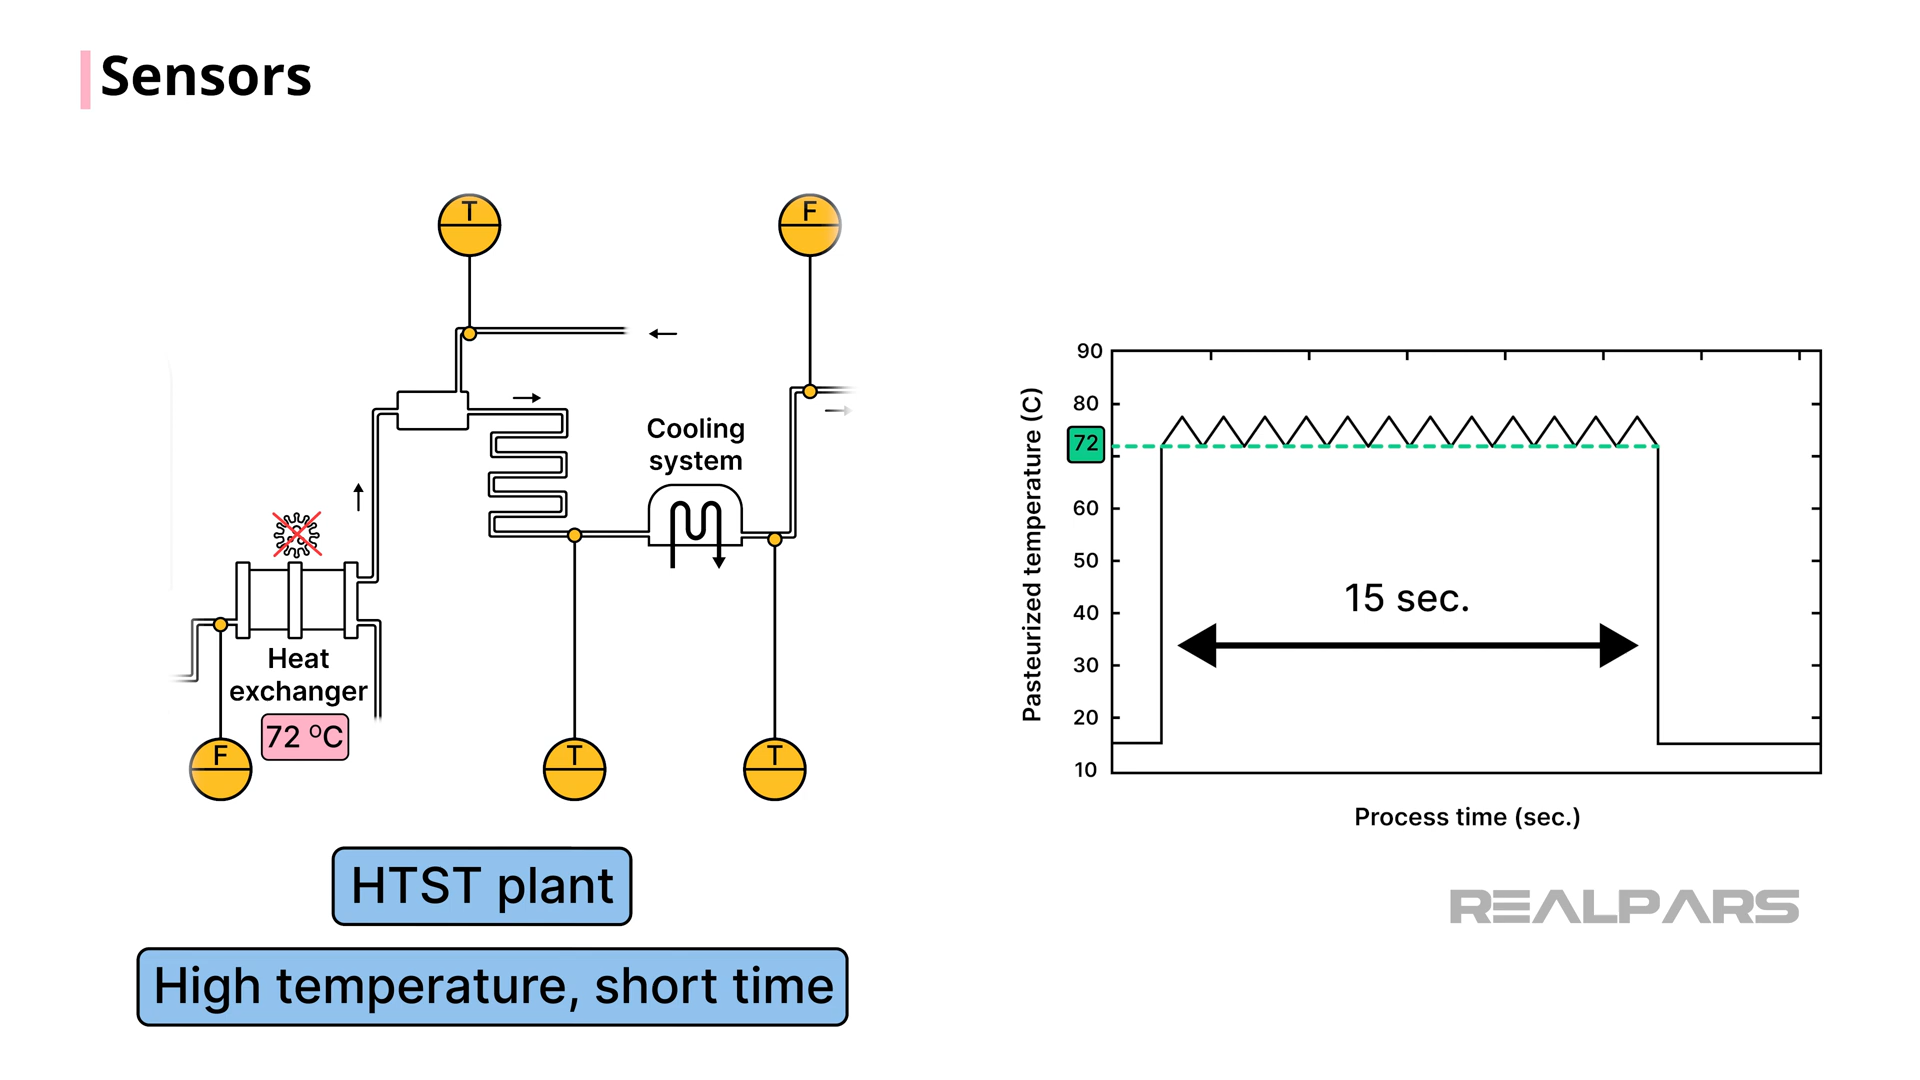 Sensors
T
F
Cooling
system
Heat
exchanger
72 ºC
F
T
T
HTST plant
High temperature, short time
Pasteurized temperature (C)
90
80
72
60
50
40
30
20
10
15 sec.
Process time (sec.)
REALPARS